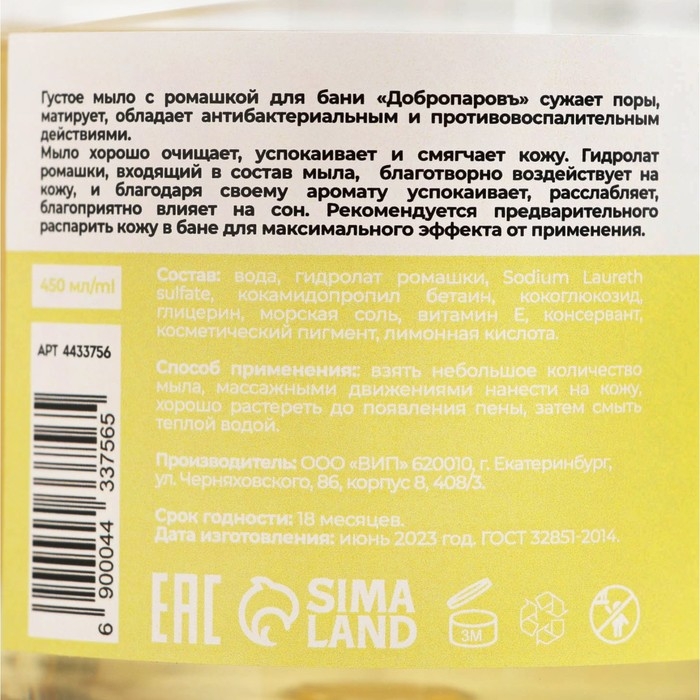 Густое мыло с ромашкой для бани «Добропаровъ» сужает поры,
матирует, обладает антибактериальным и противовоспалительным
действиями.
Мыло хорошо очищает, успокаивает и смягчает кожу. Гидролат
ромашки, входящий в состав мыла, благотворно воздействует на
кожу, и благодаря своему аромату успокаивает, расслабляет,
благоприятно влияет на сон. Рекомендуется предварительного
распарить кожу в бане для максимального эффекта от применения.
450 мл/ml
Состав: вода, гидролат ромашки, Sodium Laureth
sulfate, кокамидопропил бетаин, кокоглюкозид,
глицерин, морская соль, витамин Е, консервант,
косметический пигмент, лимонная кислота.
АРТ 4433756
Способ применения:: взять небольшое количество
мыла, массажными движениями нанести на кожу,
хорошо растереть до появления пены, затем смыть
теплой водой.
Производитель: ООО «ВИП» 620010, г. Екатеринбург,
ул. Черняховского, 86, корпус 8, 408/3.
Срок годности: 18 месяцев.
Дата изготовления: июнь 2023 год. ГОСТ 32851-2014.
6 900044 337565
EAC
SIMA
LAND
3М